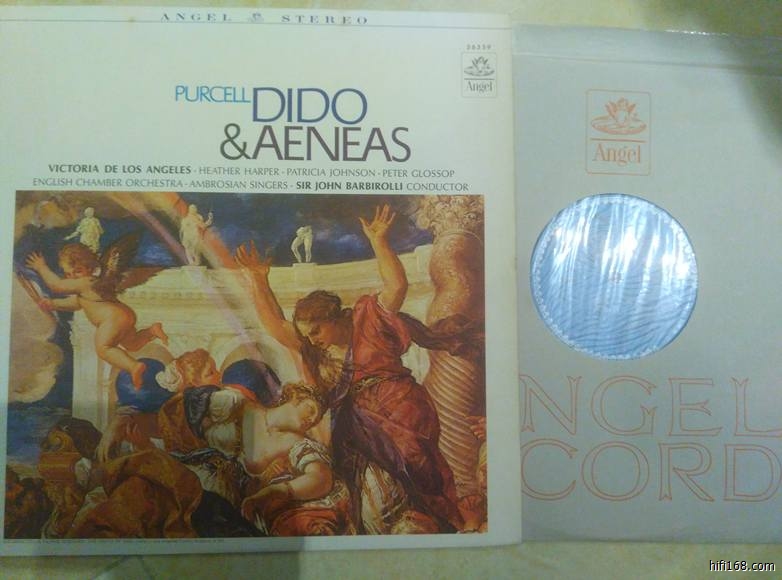 ANGEL STEREO
36359
Angel
PURCELL DIDO
& AENEAS
VICTORIA DE LOS ANGELES · HEATHER HARPER · PATRICIA JOHNSON · PETER GLOSSOP
ENGLISH CHAMBER ORCHESTRA · AMBROSIAN SINGERS · SIR JOHN BARBIROLLI CONDUCTOR
Angel
NGEL
CORD
hifi168.com